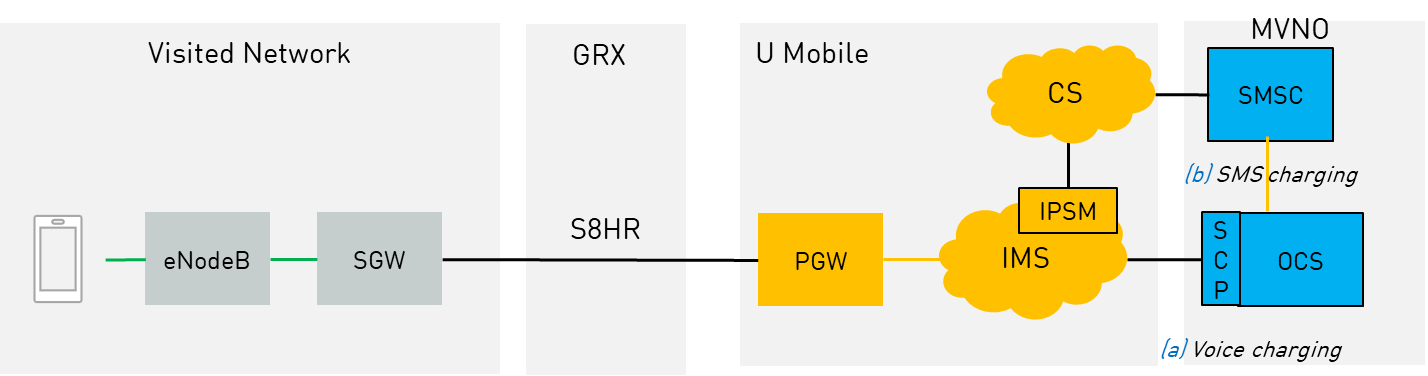 Visited Network
GRX
U Mobile
MVNO
CS
SMSC
(b) SMS charging
IPSM
S8HR
eNodeB
SGW
PGW
IMS
S
C
P
OCS
(a) Voice charging